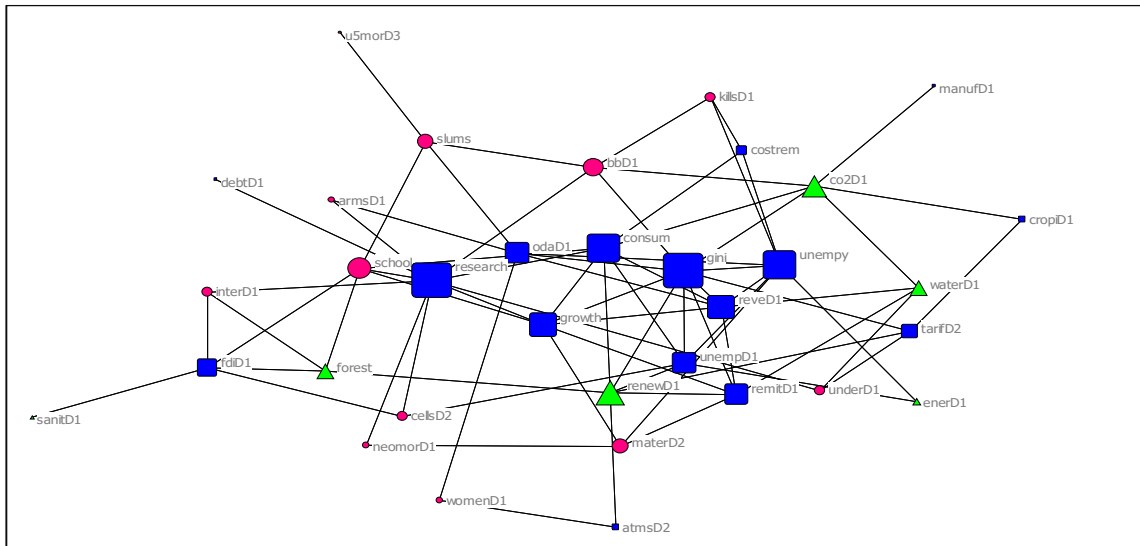 u5morD3
manufD1
killsD1
slums
costrem
bbD1
co2D1
debtD1
armsD1
cropiD1
odaD1
consum
gini
unempy
school
research
interD1
waterD1
reveD1
growth
tarifD2
unempD1
fdiD1
forest
renewD1
remitD1
underD1
enerD1
sanitD1
cellsD2
neomorD1
materD2
womenD1
atmsD2